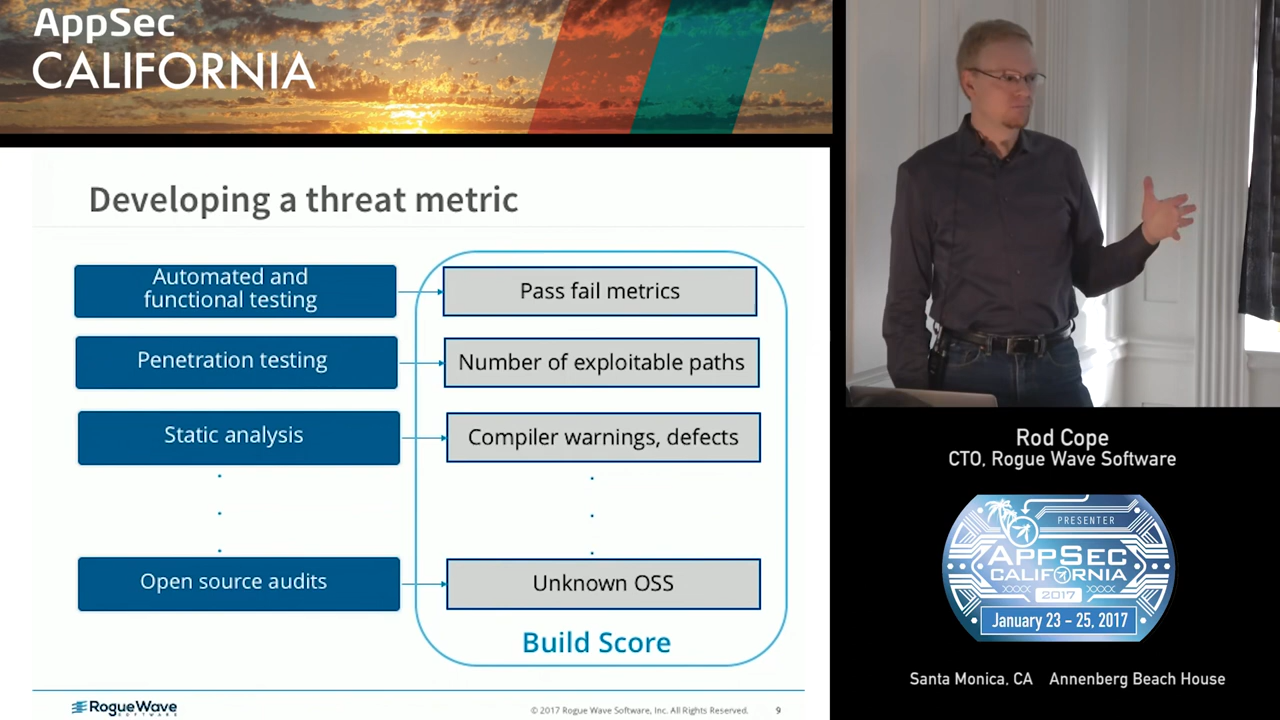 AppSec
CALIFORNIA
Developing a threat metric
Automated and
functional testing
Pass fail metrics
Penetration testing
Number of exploitable paths
Static analysis
Compiler warnings, defects
Open source audits
Unknown OSS
Build Score
RogueWave
SOFTWARE
© 2017 Rogue Wave Software, Inc. All Rights Reserved.
9
Rod Cope
CTO, Rogue Wave Software
PRESENTER
APPSEC
CALIFORNIA
2017
January 23 – 25, 2017
Santa Monica, CA Annenberg Beach House